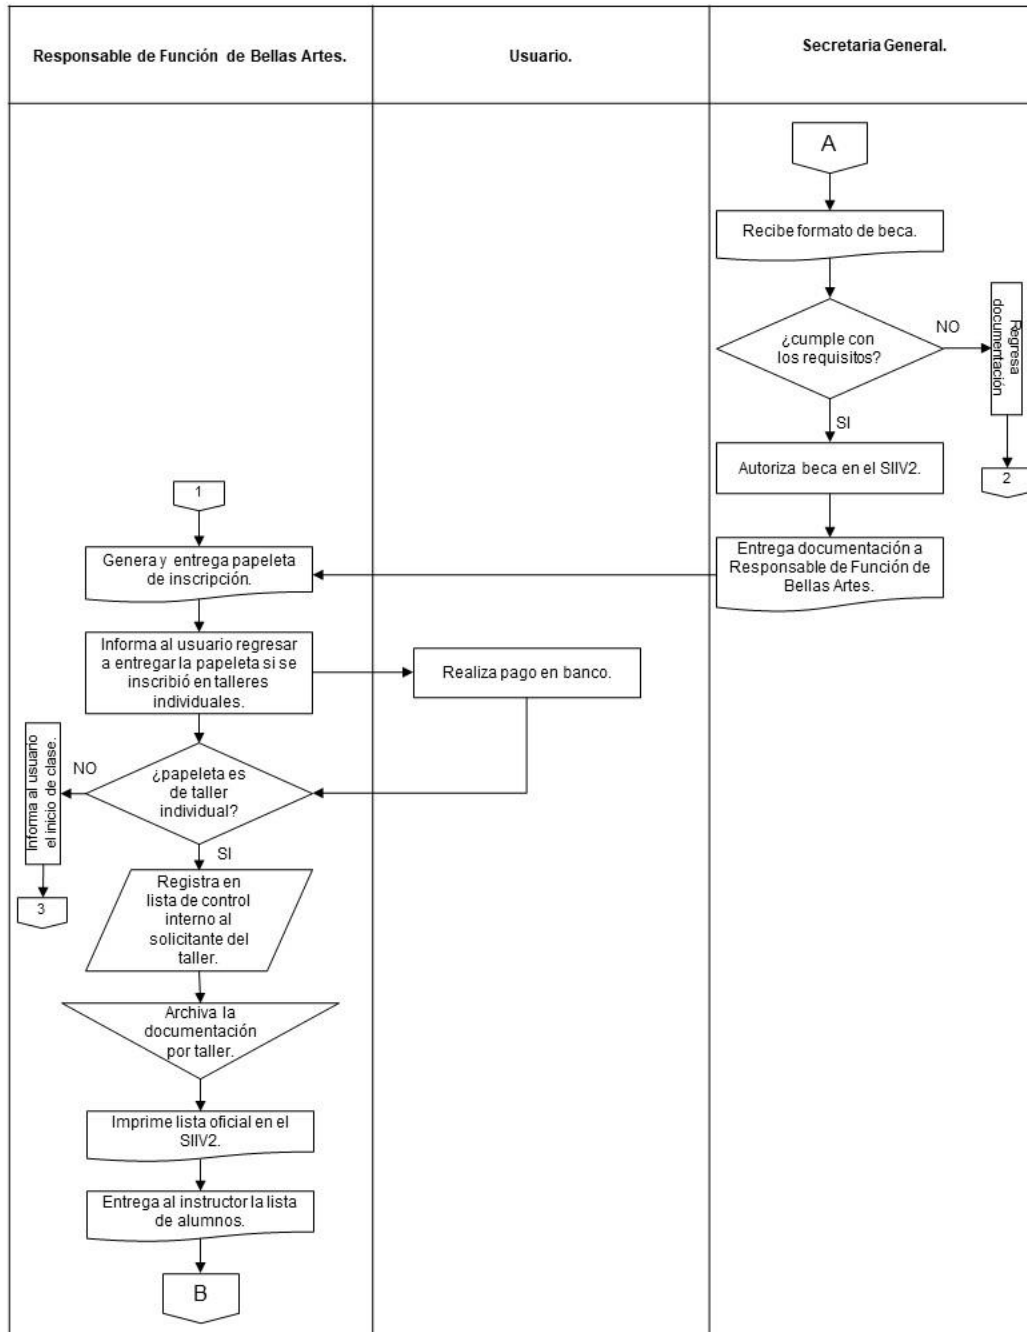 Responsable de Función de Bellas Artes.
Usuario.
Secretaria General.
A
Recibe formato de beca.
¿cumple con
los requisitos?
NO
Regresa
documentación
2
SI
Autoriza beca en el SIIV2.
Entrega documentación a
Responsable de Función de
Bellas Artes.
1
Genera y entrega papeleta
de inscripción.
Informa al usuario regresar
a entregar la papeleta si se
inscribió en talleres
individuales.
Realiza pago en banco.
¿papeleta es
de taller
individual?
NO
Informa al usuario
el inicio de clase.
3
SI
Registra en
lista de control
interno al
solicitante del
taller.
Archiva la
documentación
por taller.
Imprime lista oficial en el
SIIV2.
Entrega al instructor la lista
de alumnos.
B